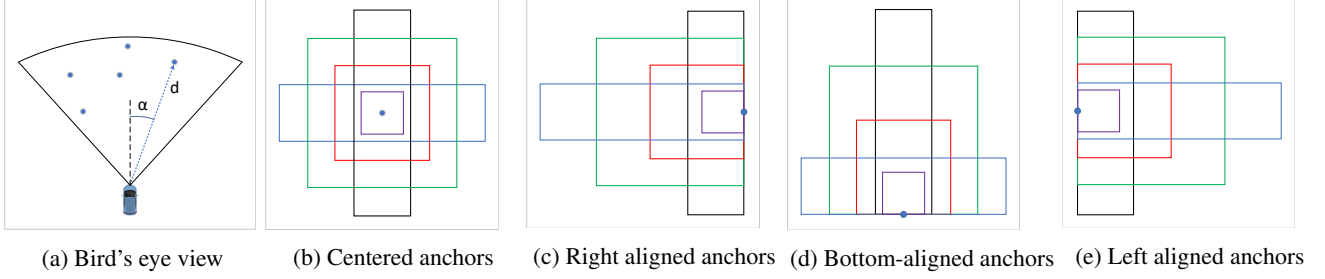 α
d
(a) Bird's eye view
(b) Centered anchors
(c) Right aligned anchors
(d) Bottom-aligned anchors
(e) Left aligned anchors